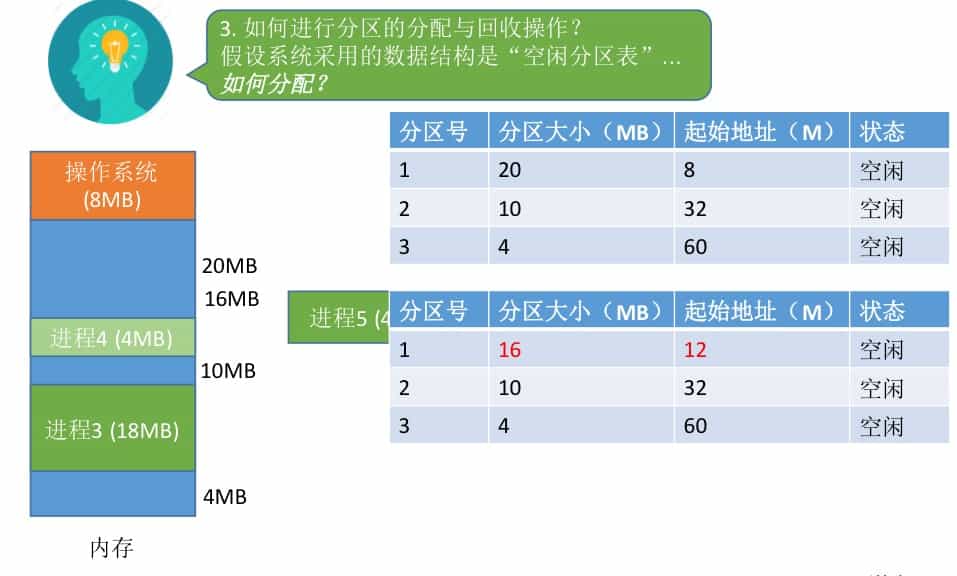 3. 如何进行分区的分配与回收操作？
假设系统采用的数据结构是“空闲分区表”...
如何分配？
分区号 分区大小（MB） 起始地址（M） 状态
1 20 8 空闲
2 10 32 空闲
3 4 60 空闲
操作系统
(8MB)
20MB
16MB
进程5 (4
进程4 (4MB)
10MB
进程3 (18MB)
4MB
内存
分区号 分区大小（MB） 起始地址（M） 状态
1 16 12 空闲
2 10 32 空闲
3 4 60 空闲